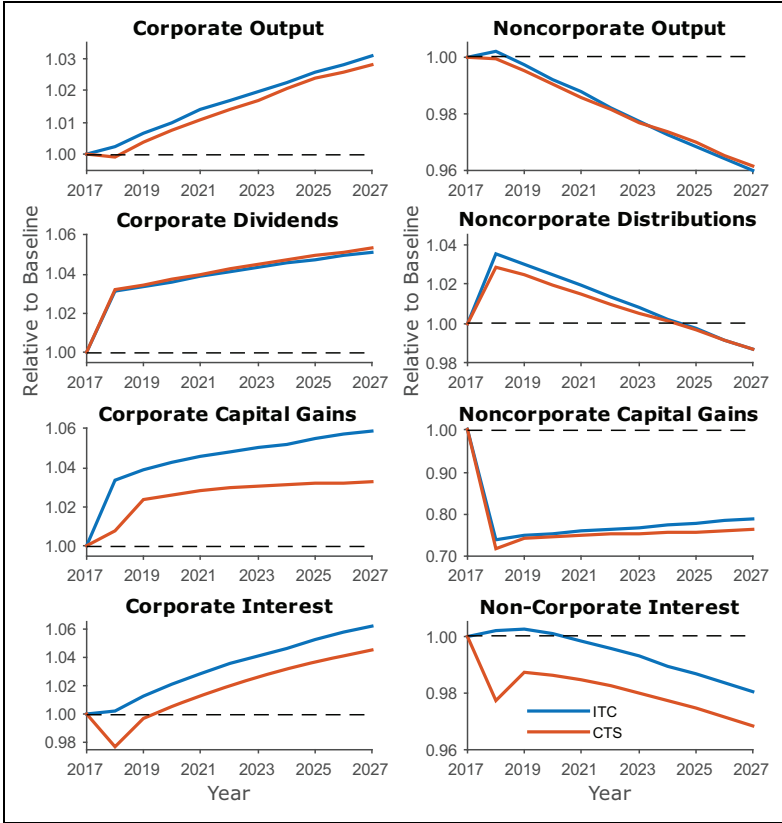 Corporate Output
1.03
1.02
1.01
1.00
2017 2019 2021 2023 2025 2027
Noncorporate Output
1.00
0.98
0.96
2017 2019 2021 2023 2025 2027
Relative to Baseline
Corporate Dividends
1.06
1.04
1.02
1.00
2017 2019 2021 2023 2025 2027
Relative to Baseline
Noncorporate Distributions
1.04
1.02
1.00
0.98
2017 2019 2021 2023 2025 2027
Corporate Capital Gains
1.06
1.04
1.02
1.00
2017 2019 2021 2023 2025 2027
Noncorporate Capital Gains
1.00
0.90
0.80
0.70
2017 2019 2021 2023 2025 2027
Corporate Interest
1.06
1.04
1.02
1.00
0.98
2017 2019 2021 2023 2025 2027
Year
Non-Corporate Interest
1.00
0.98
0.96
ITC
CTS
2017 2019 2021 2023 2025 2027
Year